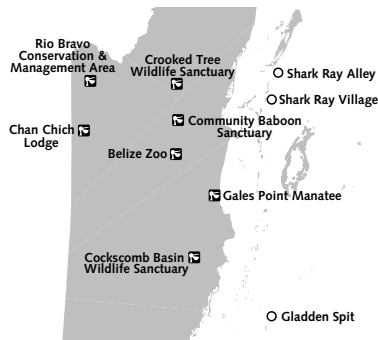 Rio Bravo
Conservation &
Management Area
Crooked Tree
Wildlife Sanctuary
Shark Ray Alley
Shark Ray Village
Community Baboon
Sanctuary
Chan Chich
Lodge
Belize Zoo
Gales Point Manatee
Cockscomb Basin
Wildlife Sanctuary
Gladden Spit